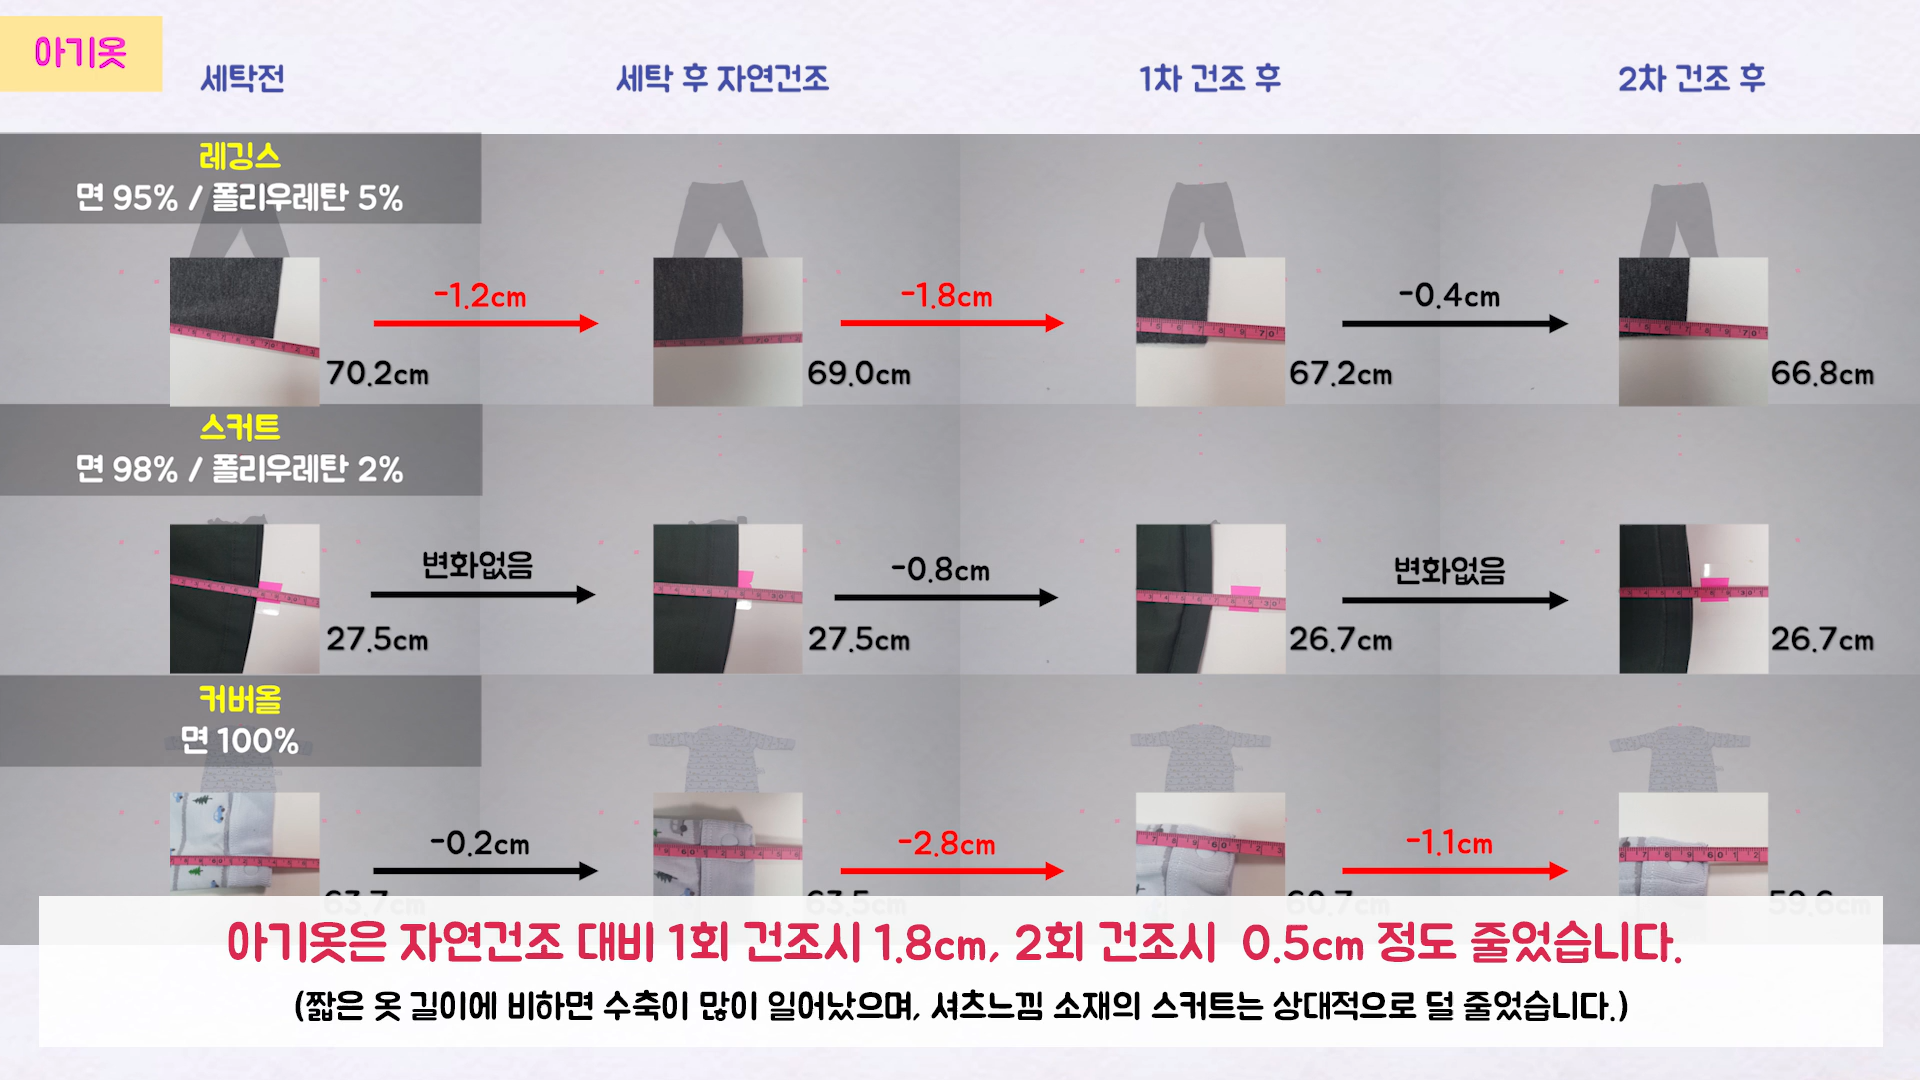 아기옷
세탁전
세탁 후 자연건조
1차 건조 후
2차 건조 후
레깅스
면 95% / 폴리우레탄 5%
-1.2cm
-1.8cm
-0.4cm
70.2cm
69.0cm
67.2cm
66.8cm
스커트
면 98% / 폴리우레탄 2%
변화없음
-0.8cm
변화없음
27.5cm
27.5cm
26.7cm
26.7cm
커버올
면 100%
-0.2cm
-2.8cm
-1.1cm
63.7cm
63.5cm
60.7cm
59.6cm
아기옷은 자연건조 대비 1회 건조시 1.8cm, 2회 건조시 0.5cm 정도 줄었습니다.
(짧은 옷 길이에 비하면 수축이 많이 일어났으며, 셔츠느낌 소재의 스커트는 상대적으로 덜 줄었습니다.)